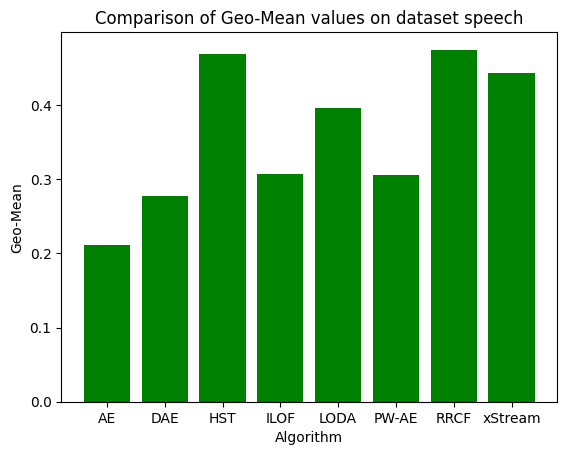 Comparison of Geo-Mean values on dataset speech
Geo-Mean
0.4
0.3
0.2
0.1
0.0
AE DAE HST ILOF LODA PW-AE RRCF xStream
Algorithm